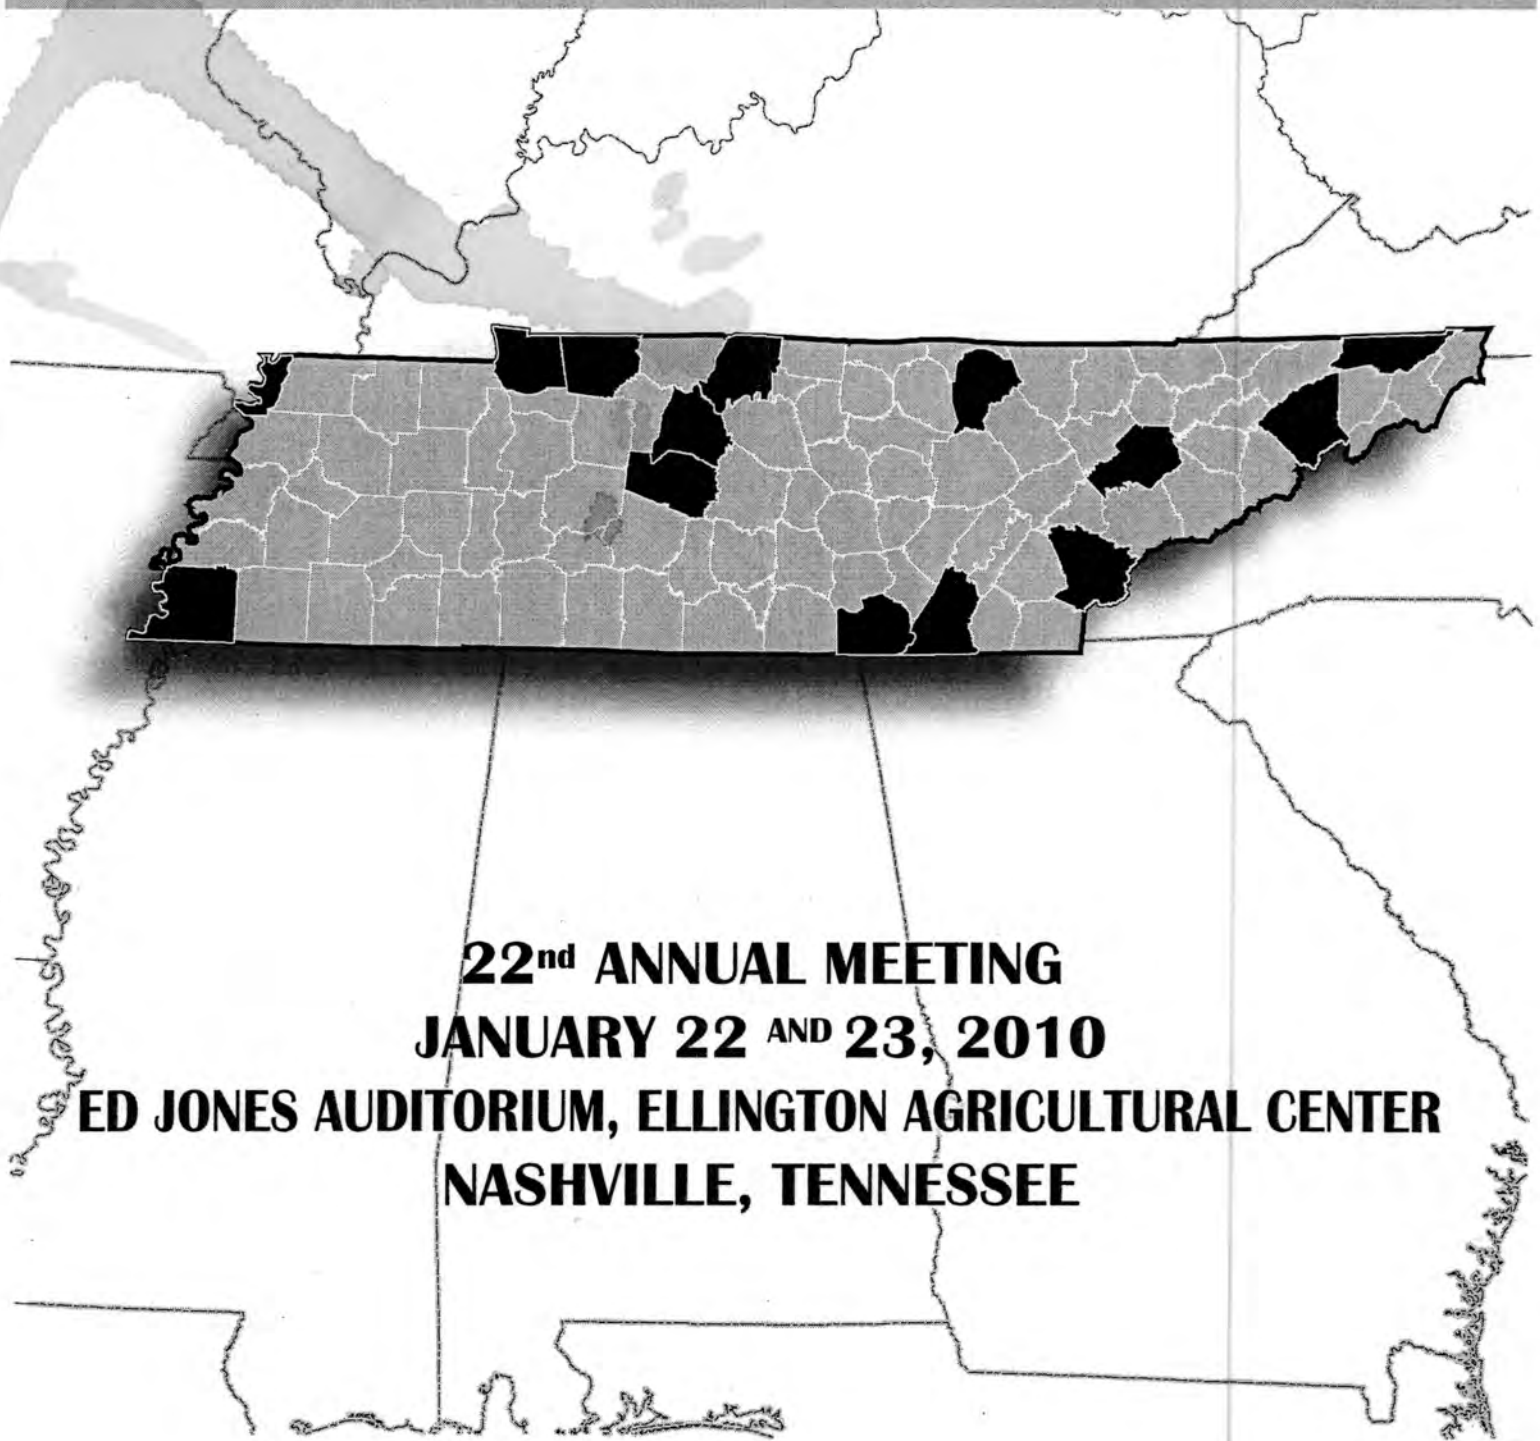 22nd ANNUAL MEETING
JANUARY 22 AND 23, 2010
ED JONES AUDITORIUM, ELLINGTON AGRICULTURAL CENTER
NASHVILLE, TENNESSEE